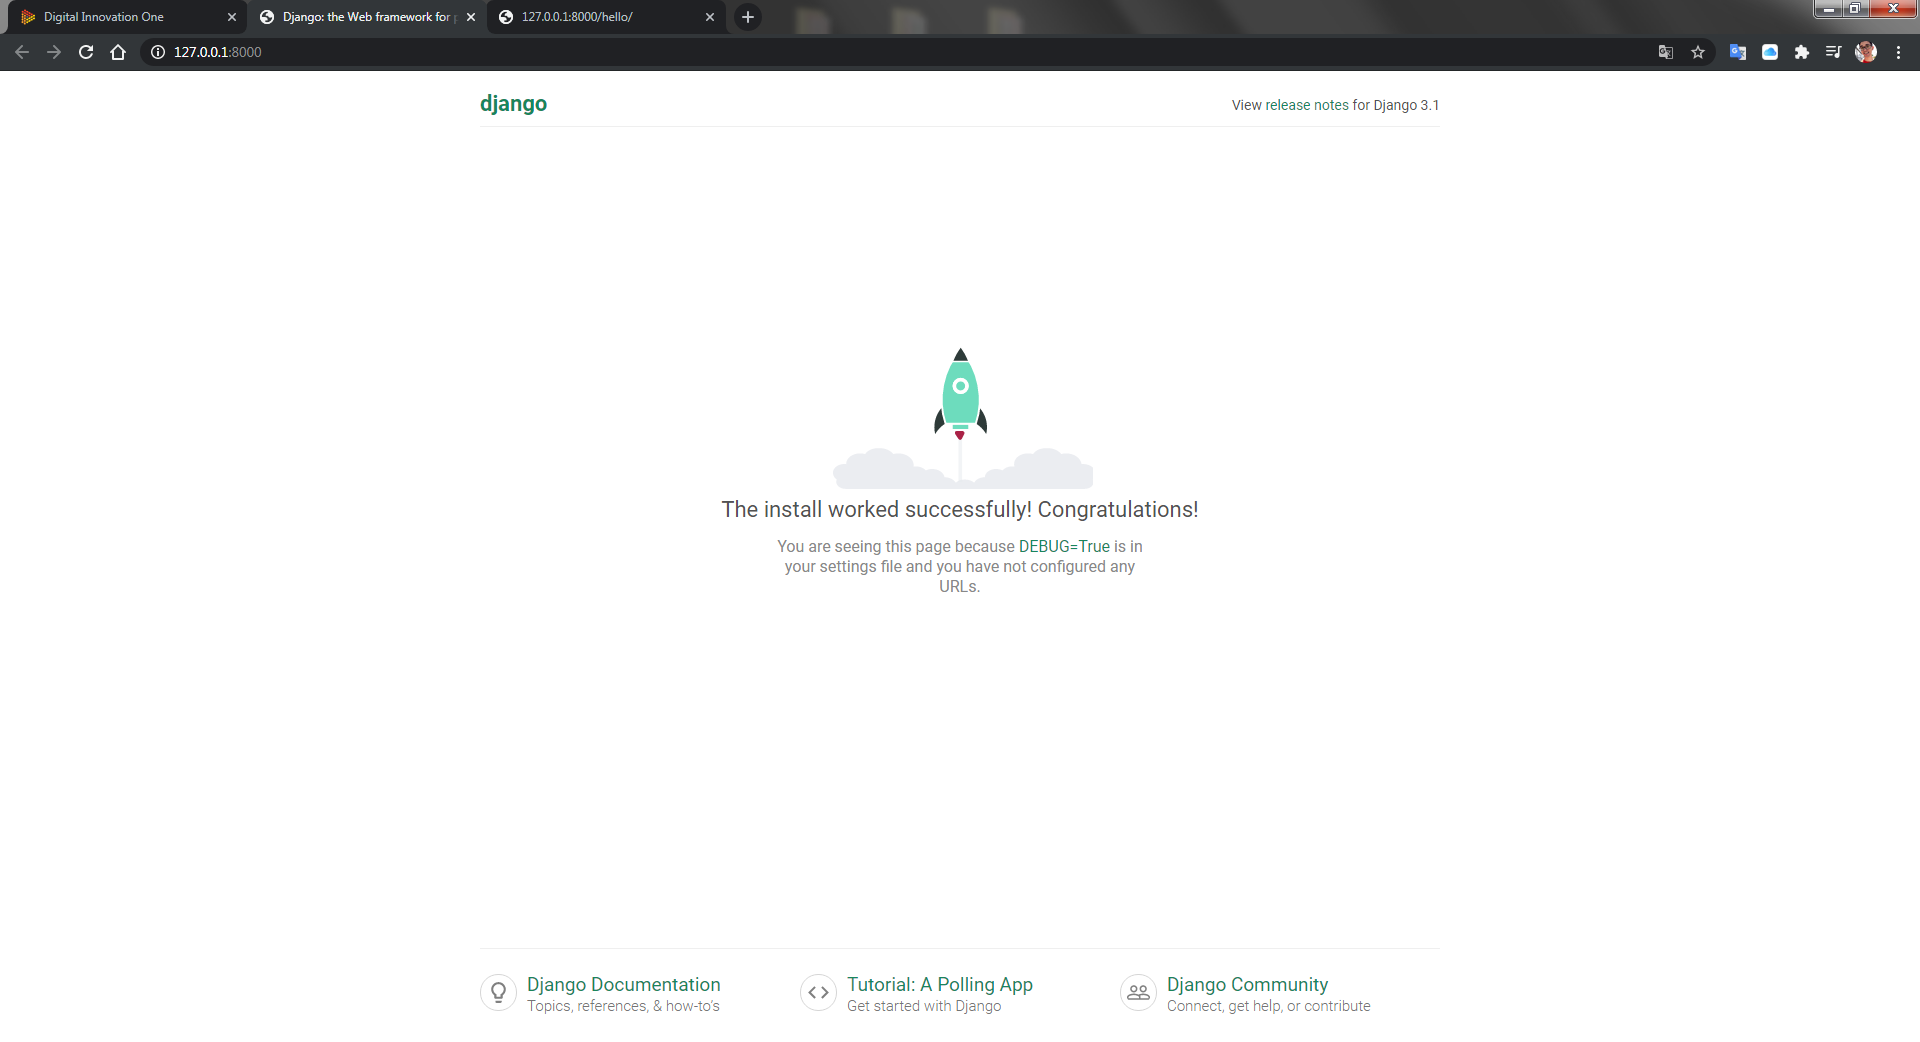 Digital Innovation One
Django: the Web framework for p
127.0.0.1:8000/hello/
127.0.0.1:8000
django
View release notes for Django 3.1
The install worked successfully! Congratulations!
You are seeing this page because DEBUG=True is in
your settings file and you have not configured any
URLs.
Django Documentation
Topics, references, & how-to’s
Tutorial: A Polling App
Get started with Django
Django Community
Connect, get help, or contribute